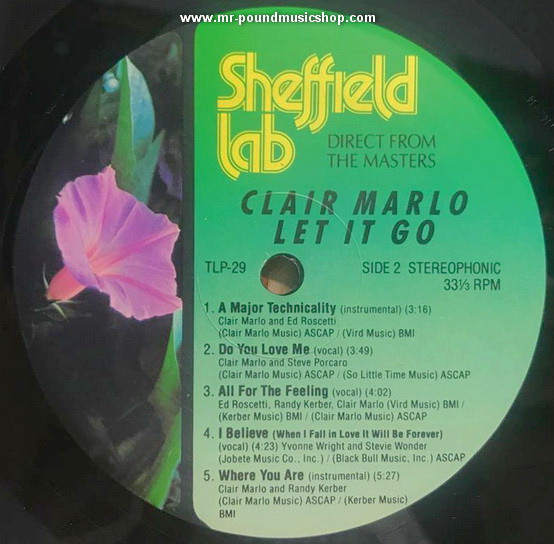 www.mr-poundmusicshop.com
Sheffield
Lab
DIRECT FROM
THE MASTERS
CLAIR MARLO
LET IT GO
TLP-29 SIDE 2 STEREOPHONIC
33⅓ RPM
1. A Major Technicality (instrumental) (3:16)
Clair Marlo and Ed Roscetti
(Clair Marlo Music) ASCAP / (Vird Music) BMI
2. Do You Love Me (vocal) (3:49)
Clair Marlo and Steve Porcaro
(Clair Marlo Music) ASCAP / (So Little Time Music) ASCAP
3. All For The Feeling (vocal) (4:02)
Ed Roscetti, Randy Kerber, Clair Marlo (Vird Music) BMI /
(Kerber Music) BMI / (Clair Marlo Music) ASCAP
4. I Believe (When I Fall in Love It Will Be Forever)
(vocal) (4:23) Yvonne Wright and Stevie Wonder
(Jobete Music Co., Inc.) / (Black Bull Music, Inc.) ASCAP
5. Where You Are (instrumental) (5:27)
Clair Marlo and Randy Kerber
(Clair Marlo Music) ASCAP / (Kerber Music)
BMI